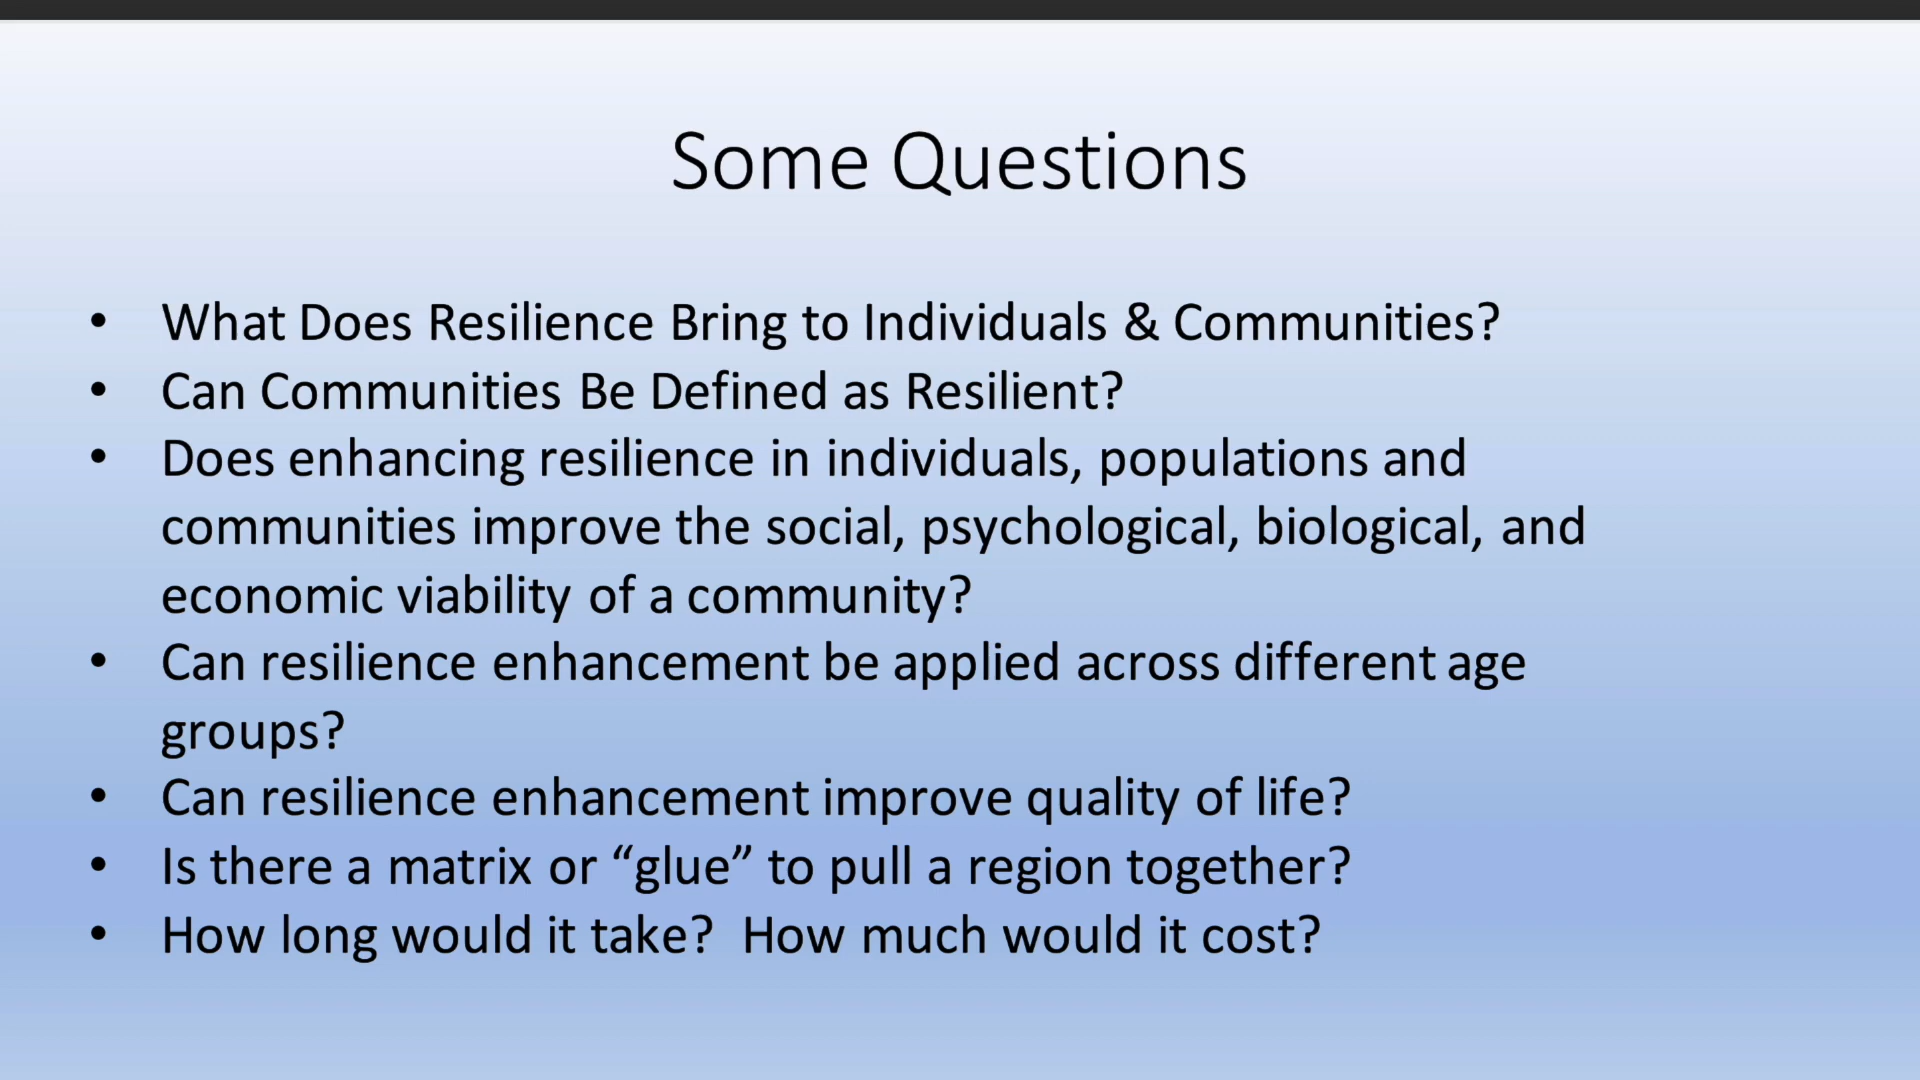 Some Questions
• What Does Resilience Bring to Individuals & Communities?
• Can Communities Be Defined as Resilient?
• Does enhancing resilience in individuals, populations and
communities improve the social, psychological, biological, and
economic viability of a community?
• Can resilience enhancement be applied across different age
groups?
• Can resilience enhancement improve quality of life?
• Is there a matrix or “glue” to pull a region together?
• How long would it take?  How much would it cost?